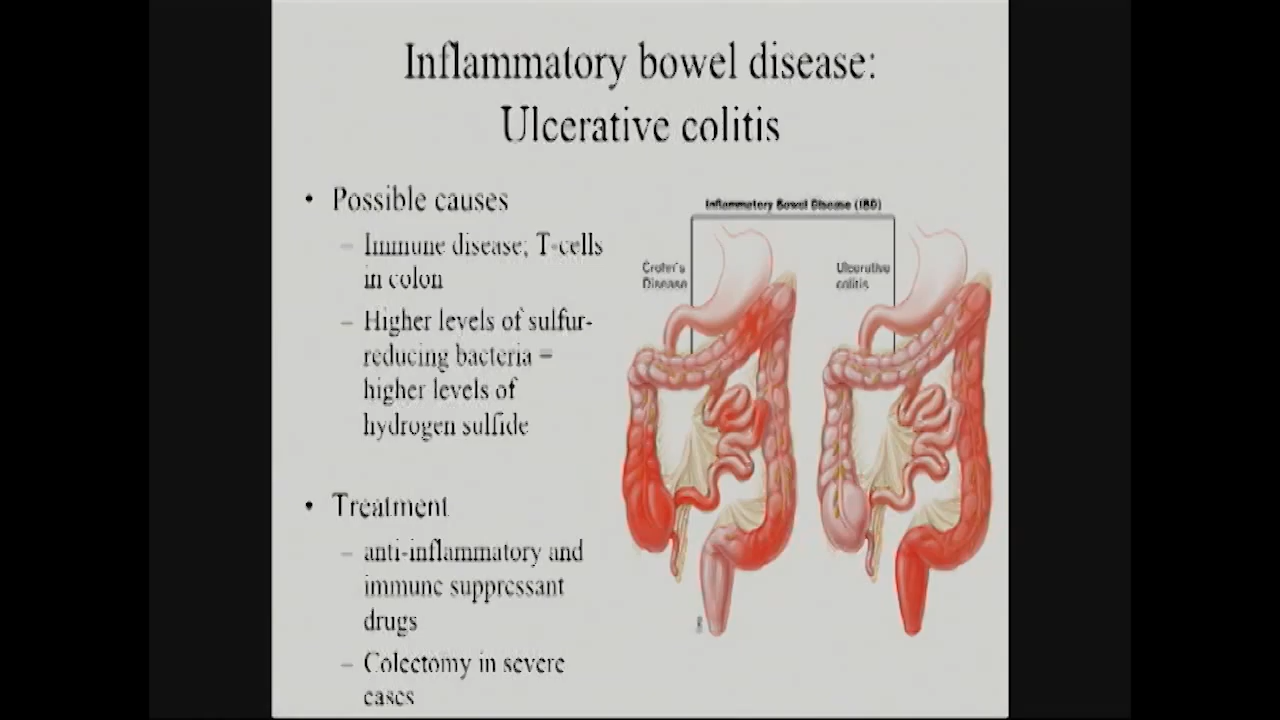 Inflammatory bowel disease:
Ulcerative colitis
• Possible causes
– Immune disease; T-cells
in colon
– Higher levels of sulfur-
reducing bacteria =
higher levels of
hydrogen sulfide
• Treatment
– anti-inflammatory and
immune suppressant
drugs
– Colectomy in severe
cases
Inflammatory Bowel Disease (IBD)
Crohn's
Disease
Ulcerative
colitis